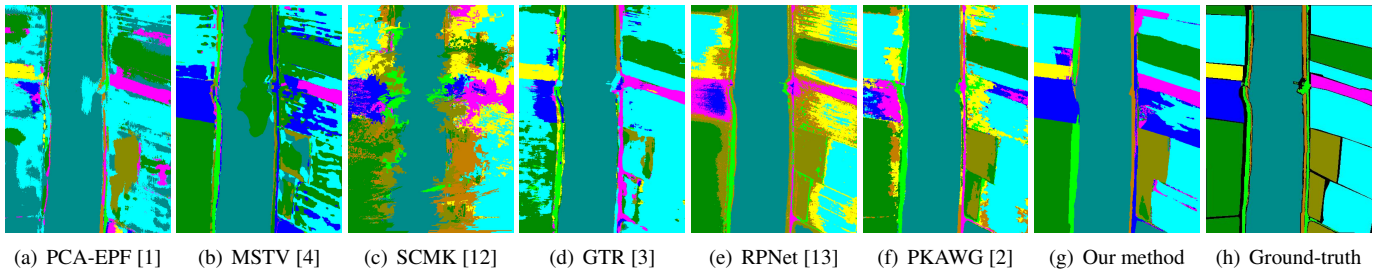 (a) PCA-EPF [1] (b) MSTV [4] (c) SCMK [12] (d) GTR [3] (e) RPNet [13] (f) PKAWG [2] (g) Our method (h) Ground-truth